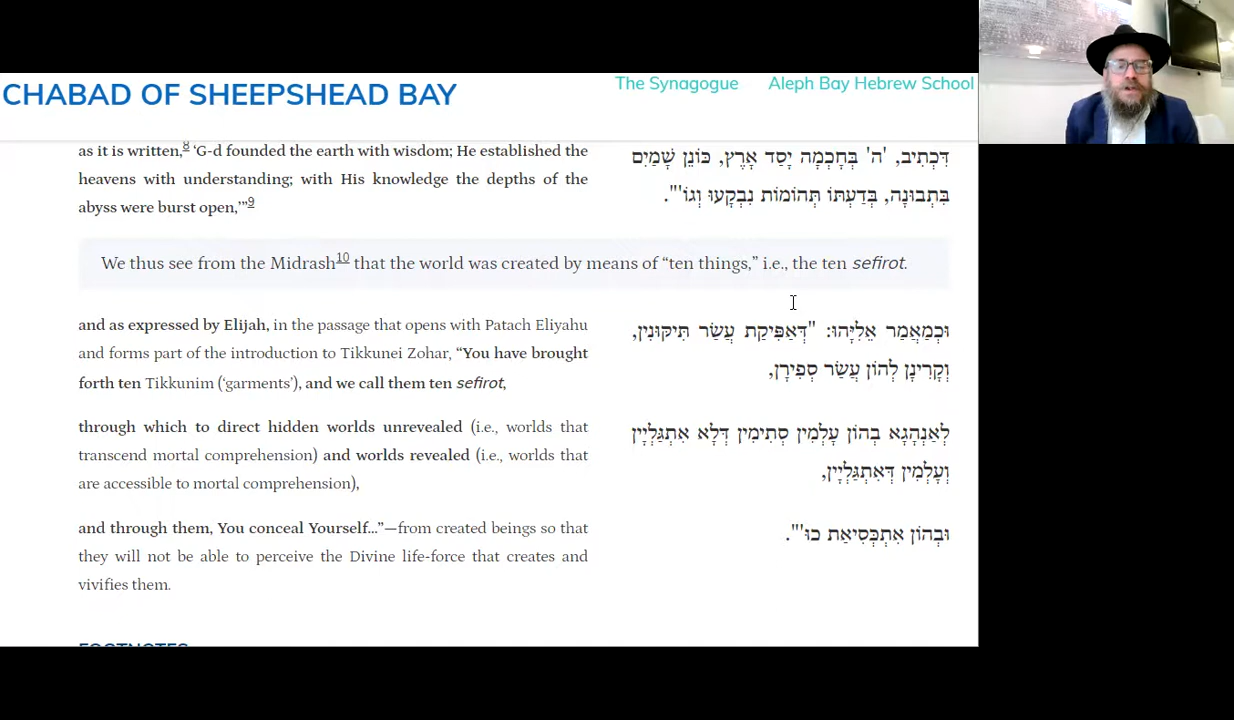 CHABAD OF SHEEPSHEAD BAY
The Synagogue
Aleph Bay Hebrew School
as it is written,8 ‘G-d founded the earth with wisdom; He established the
heavens with understanding; with His knowledge the depths of the
abyss were burst open,’”9
דִּכְתִיב, 'ה' בְּחָכְמָה יָסַד אָרֶץ, כּוֹנֵן שָׁמַיִם
בִּתְבוּנָה, בְּדַעְתּוֹ תְּהוֹמוֹת נִבְקָעוּ וְגוֹ'".
We thus see from the Midrash10 that the world was created by means of “ten things,” i.e., the ten sefirot.
and as expressed by Elijah, in the passage that opens with Patach Eliyahu
and forms part of the introduction to Tikkunei Zohar, “You have brought
forth ten Tikkunim (‘garments’), and we call them ten sefirot,
וּכְמַאֲמַר אֵלִיָּהוּ: "דְּאַפִּיקַת עֲשַׂר תִּיקּוּנִין,
וְקָרֵינָן לְהוֹן עֲשַׂר סְפִירָן,
through which to direct hidden worlds unrevealed (i.e., worlds that
transcend mortal comprehension) and worlds revealed (i.e., worlds that
are accessible to mortal comprehension),
לְאַנְהָגָא בְהוֹן עָלְמִין סְתִימִין דְּלָא אִתְגַּלְיָין
וְעָלְמִין דְּאִתְגַּלְיָין,
and through them, You conceal Yourself…”—from created beings so that
they will not be able to perceive the Divine life-force that creates and
vivifies them.
וּבְהוֹן אִתְכְּסִיאַת כוּ'".
FOOTNOTES